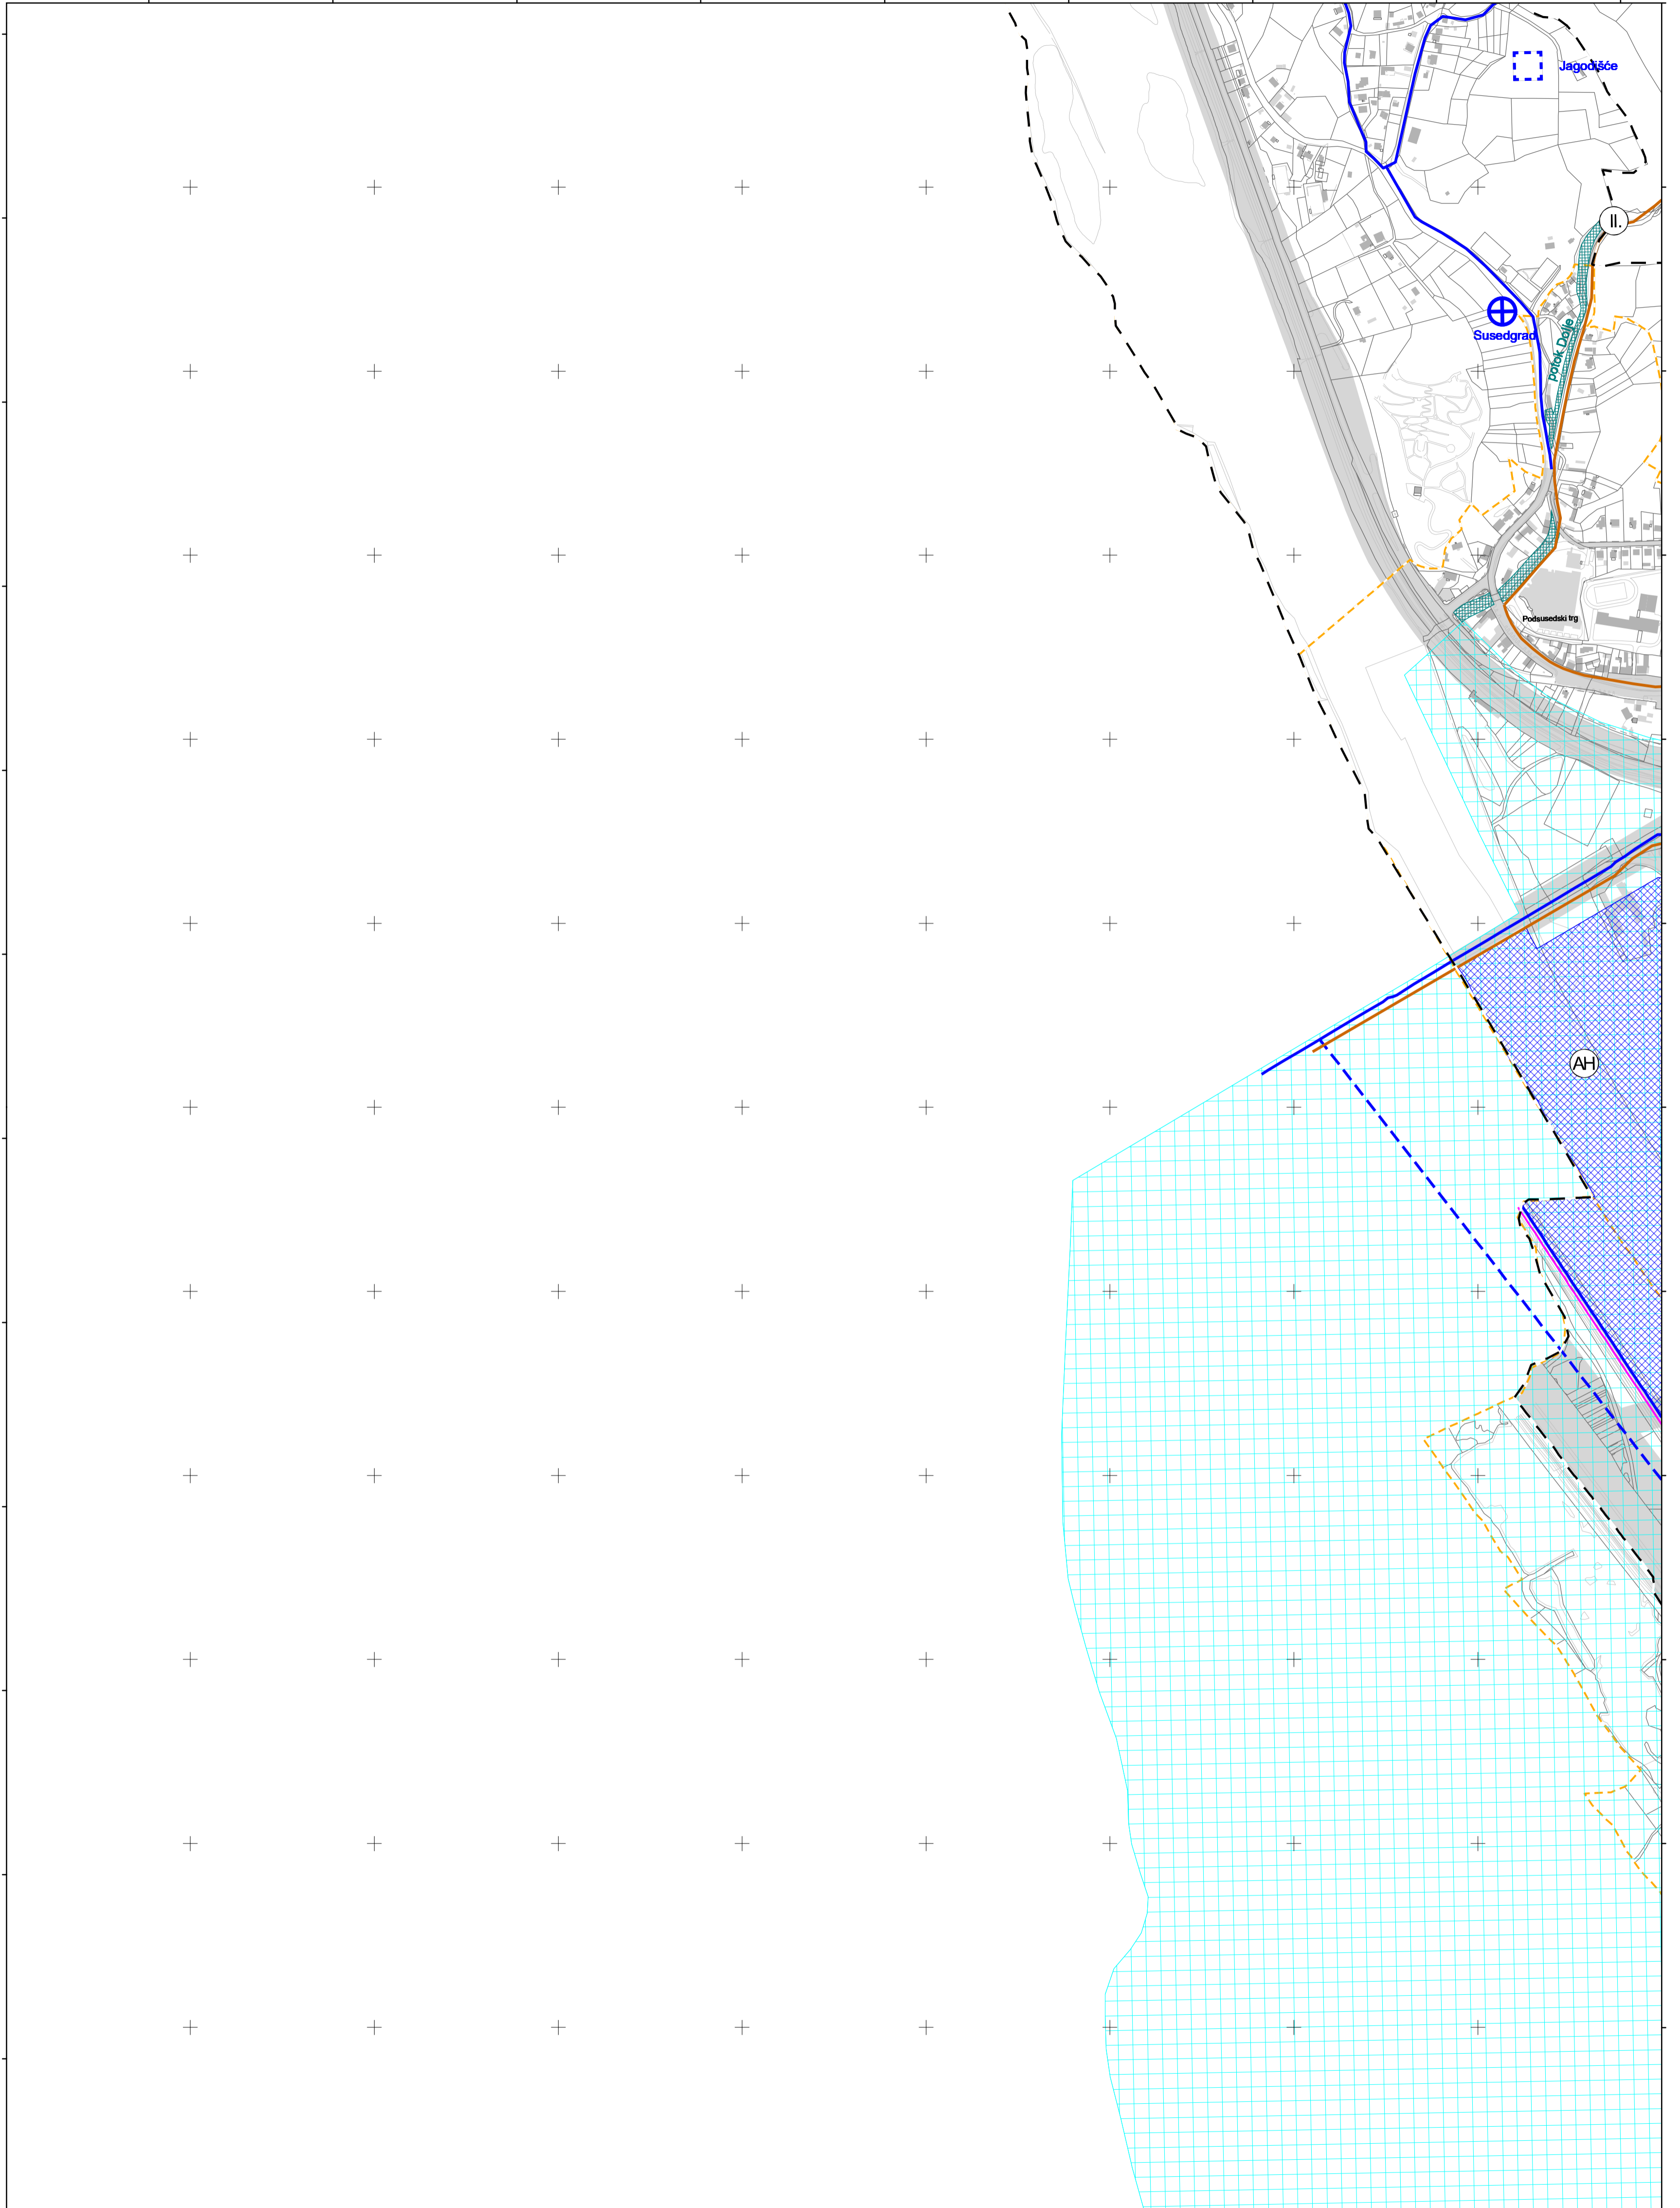 Jagodišće
II.
Susedgrad
potok Dolje
Podsusedski trg
AH